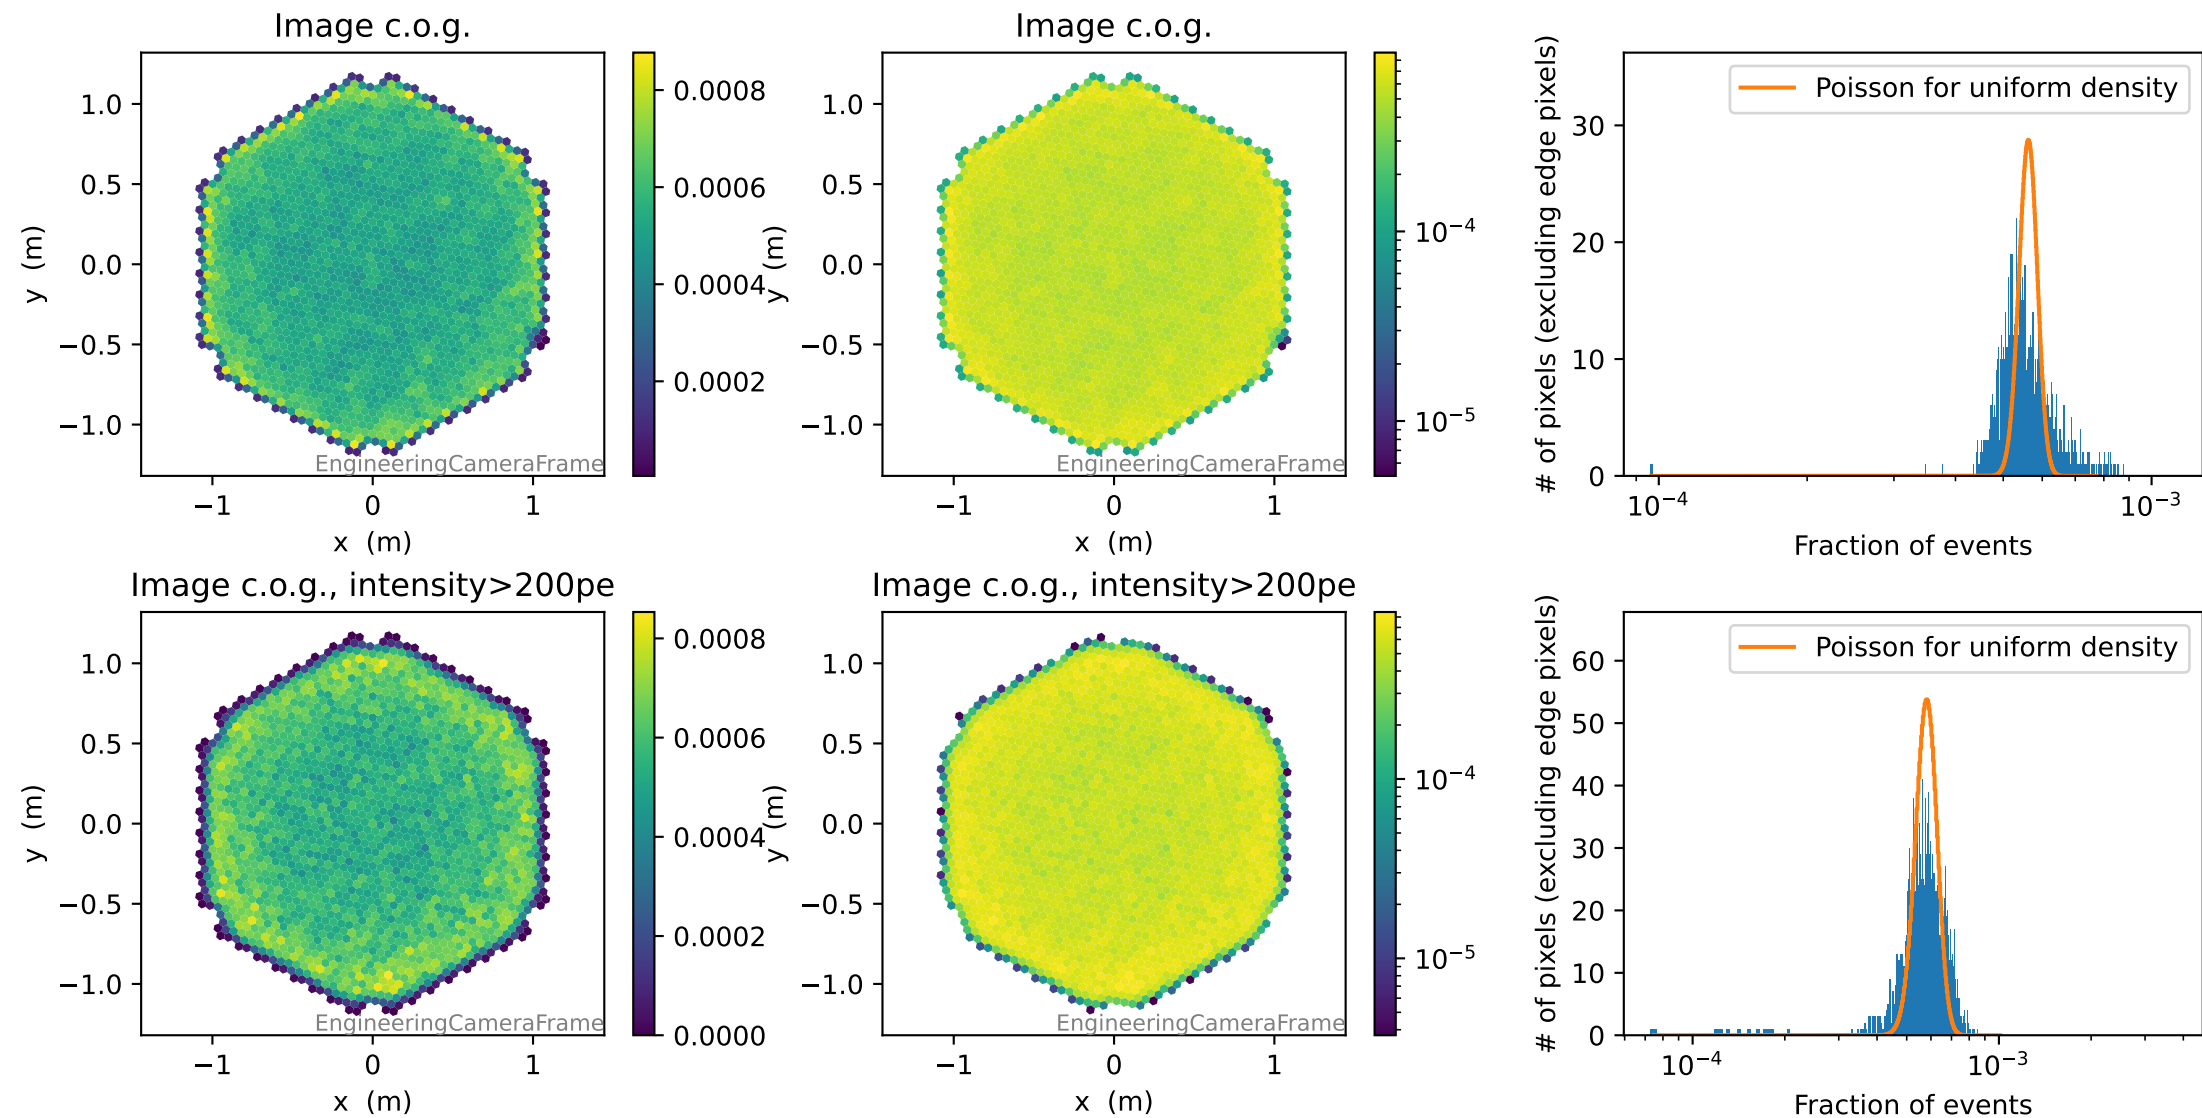 Image c.o.g.
1.0
0.5
0.0
−0.5
−1.0
y (m)
−1
0
1
x (m)
EngineeringCameraFrame
0.0008
0.0006
0.0004
0.0002
Image c.o.g.
1.0
0.5
0.0
−0.5
−1.0
y (m)
−1
0
1
x (m)
EngineeringCameraFrame
10−4
10−5
# of pixels (excluding edge pixels)
30
20
10
0
Poisson for uniform density
10−4
10−3
Fraction of events
Image c.o.g., intensity>200pe
1.0
0.5
0.0
−0.5
−1.0
y (m)
−1
0
1
x (m)
EngineeringCameraFrame
0.0008
0.0006
0.0004
0.0002
0.0000
Image c.o.g., intensity>200pe
1.0
0.5
0.0
−0.5
−1.0
y (m)
−1
0
1
x (m)
EngineeringCameraFrame
10−4
10−5
# of pixels (excluding edge pixels)
60
50
40
30
20
10
0
Poisson for uniform density
10−4
10−3
Fraction of events